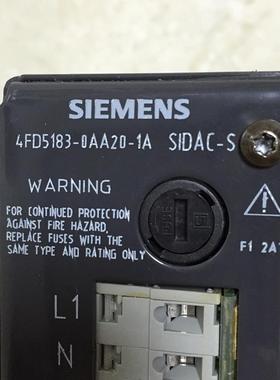 SIEMENS
4FD5183-0AA20-1A SIDAC-S
WARNING
FOR CONTINUED PROTECTION
AGAINST FIRE HAZARD,
REPLACE FUSES WITH THE
SAME TYPE AND RATING ONLY
F1 2A
L1
N